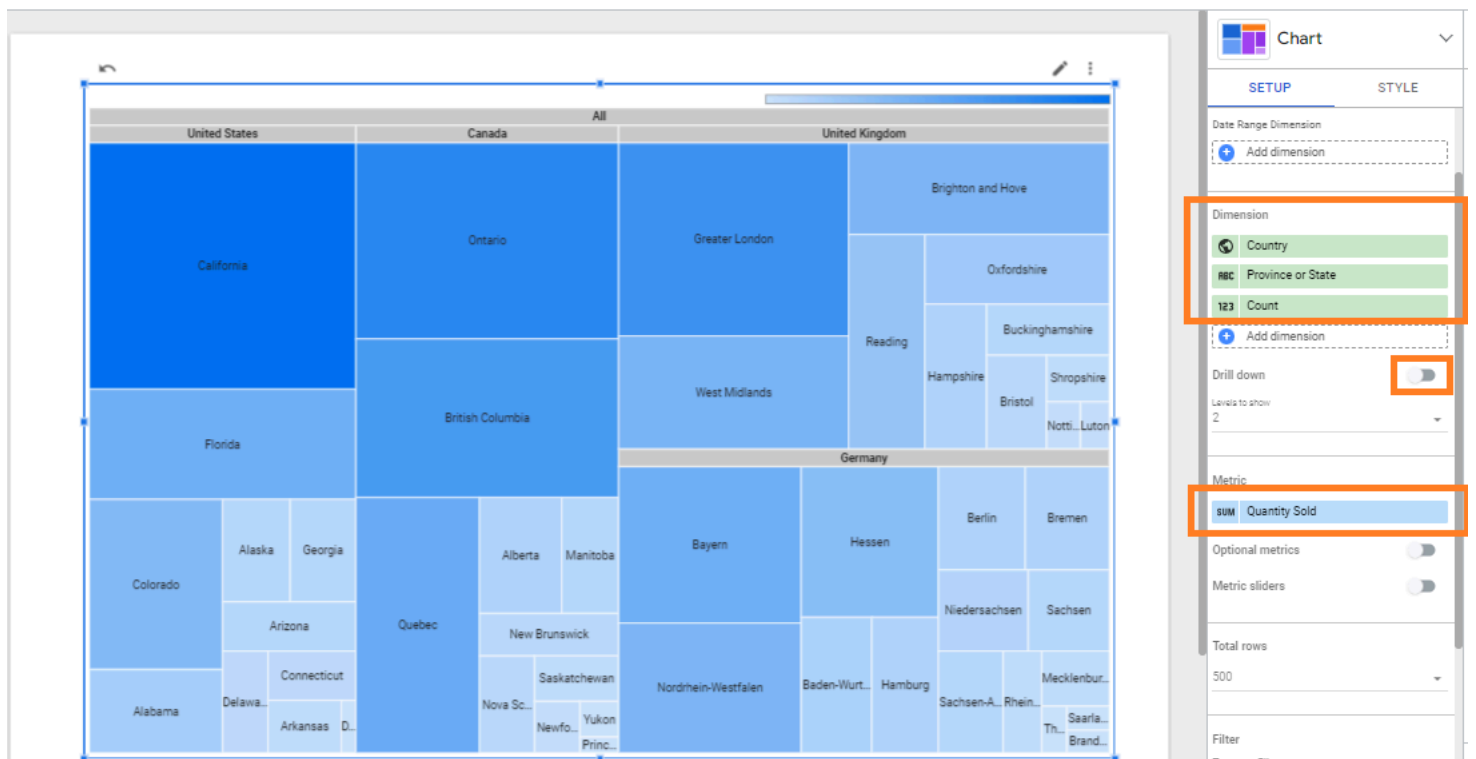 All
United States
Canada
United Kingdom
California
Florida
Colorado
Alaska
Georgia
Arizona
Alabama
Delawa...
Connecticut
Arkansas
D...
Ontario
British Columbia
Quebec
Alberta
Manitoba
New Brunswick
Nova Sc...
Saskatchewan
Newfo...
Yukon
Princ...
Greater London
West Midlands
Brighton and Hove
Reading
Oxfordshire
Hampshire
Buckinghamshire
Bristol
Shropshire
Notti...
Luton
Germany
Bayern
Nordrhein-Westfalen
Hessen
Baden-Wurt...
Hamburg
Berlin
Bremen
Niedersachsen
Sachsen
Sachsen-A...
Rhein...
Mecklenbur...
Th...
Saarla...
Brand...
Chart
SETUP
STYLE
Date Range Dimension
Add dimension
Dimension
Country
ABC Province or State
123 Count
Add dimension
Drill down
Levels to show
2
Metric
SUM Quantity Sold
Optional metrics
Metric sliders
Total rows
500
Filter